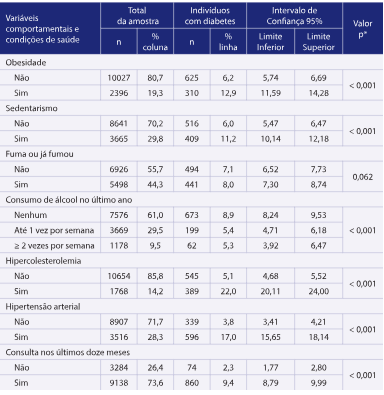 Variáveis comportamentais e condições de saúde | Total da amostra | Indivíduos com diabetes | Intervalo de Confiança 95% | Valor p*
n | % coluna | n | % linha | Limite Inferior | Limite Superior
Obesidade
Não 10027 80,7 625 6,2 5,74 6,69 < 0,001
Sim 2396 19,3 310 12,9 11,59 14,28
Sedentarismo
Não 8641 70,2 516 6,0 5,47 6,47 < 0,001
Sim 3665 29,8 409 11,2 10,14 12,18
Fuma ou já fumou
Não 6926 55,7 494 7,1 6,52 7,73 0,062
Sim 5498 44,3 441 8,0 7,30 8,74
Consumo de álcool no último ano
Nenhum 7576 61,0 673 8,9 8,24 9,53
Até 1 vez por semana 3669 29,5 199 5,4 4,71 6,18 < 0,001
≥ 2 vezes por semana 1178 9,5 62 5,3 3,92 6,47
Hipercolesterolemia
Não 10654 85,8 545 5,1 4,68 5,52 < 0,001
Sim 1768 14,2 389 22,0 20,11 24,00
Hipertensão arterial
Não 8907 71,7 339 3,8 3,41 4,21 < 0,001
Sim 3516 28,3 596 17,0 15,65 18,14
Consulta nos últimos doze meses
Não 3284 26,4 74 2,3 1,77 2,80 < 0,001
Sim 9138 73,6 860 9,4 8,79 9,99